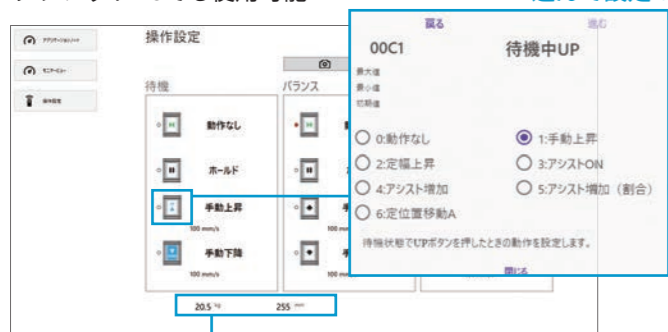 操作設定
待機
バランス
動作なし
ホールド
手動上昇
100 mm/s
手動下降
100 mm/s
20.5 kg
255 mm
戻る
進む
00C1
待機中UP
最大値
最小値
初期値
0:動作なし
1:手動上昇
2:定幅上昇
3:アシストON
4:アシスト増加
5:アシスト増加（割合）
6:定位置移動A
待機状態でUPボタンを押したときの動作を設定します。
閉じる